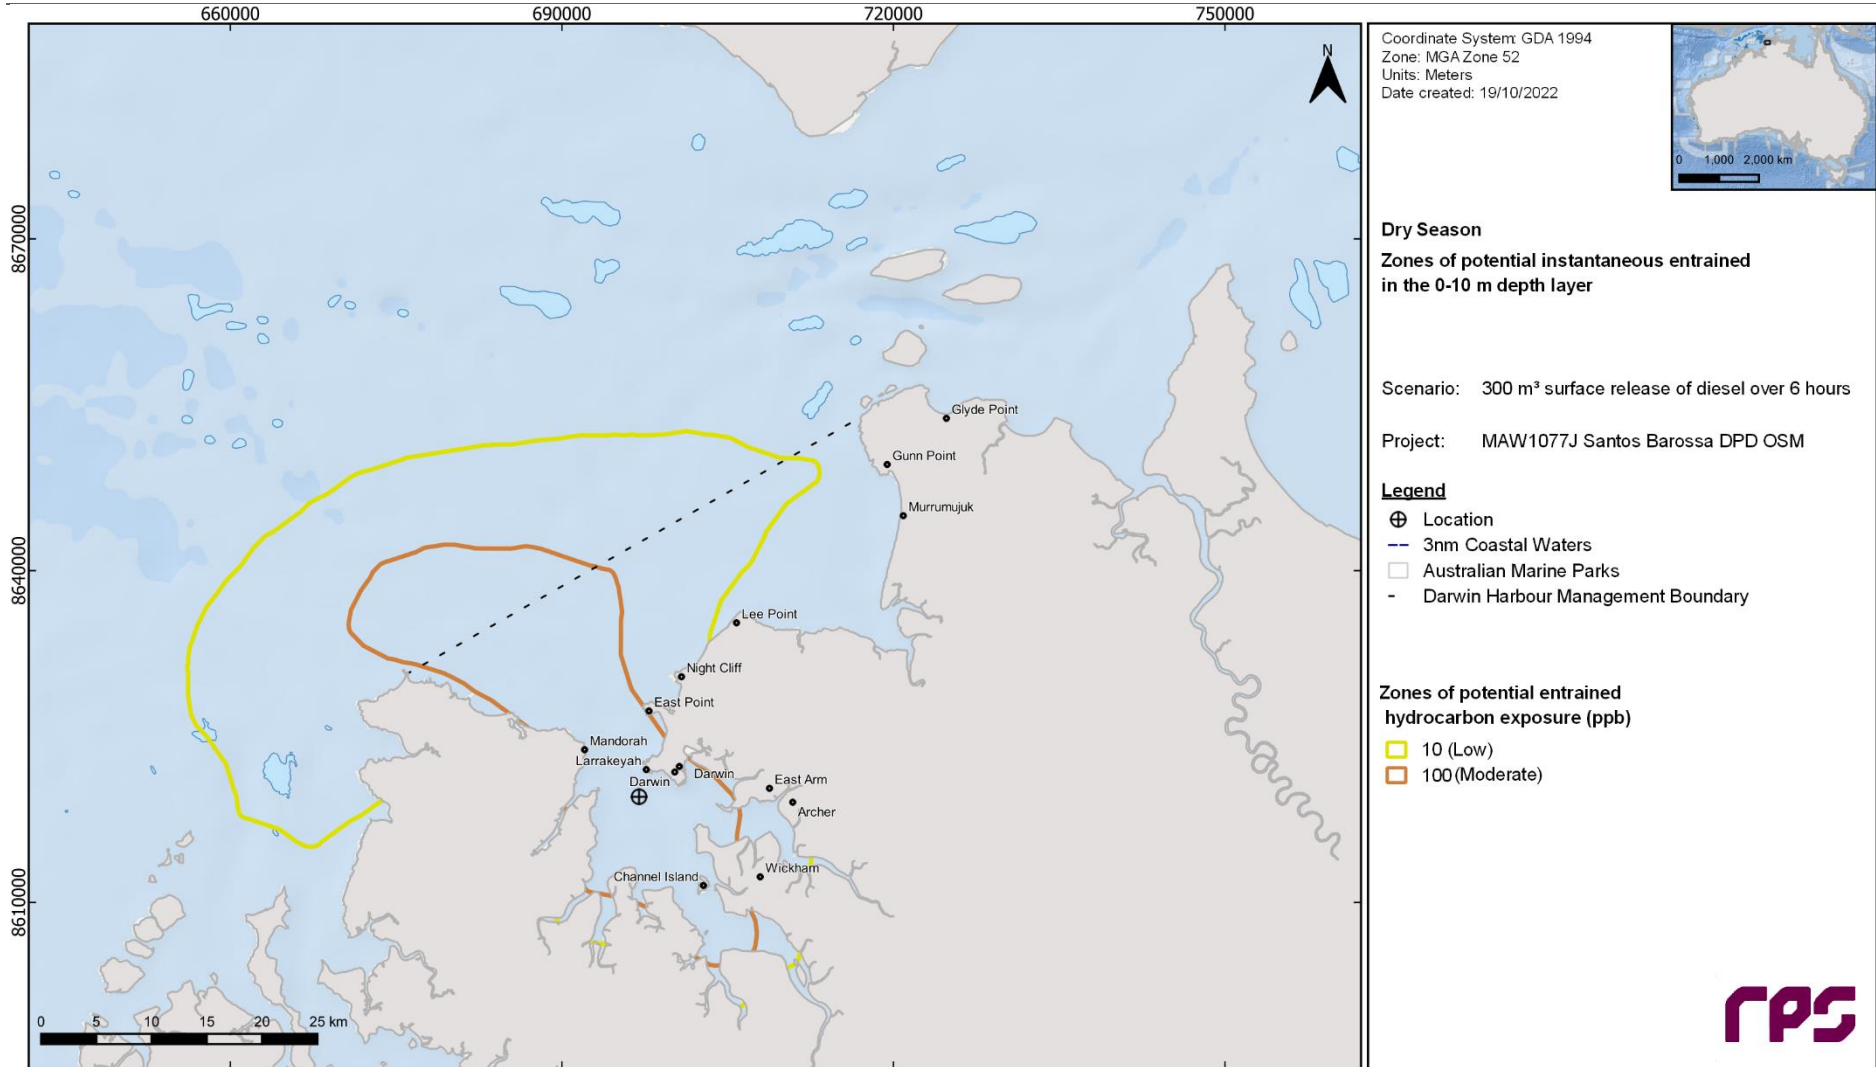 660000
690000
720000
750000
8670000
8640000
8610000
N
Glyde Point
Gunn Point
Murrumujuk
Lee Point
Night Cliff
East Point
Mandorah
Larrakeyah
Darwin
Darwin
East Arm
Archer
Wickham
Channel Island
0 5 10 15 20 25 km
Coordinate System: GDA 1994
Zone: MGA Zone 52
Units: Meters
Date created: 19/10/2022
0 1,000 2,000 km
Dry Season
Zones of potential instantaneous entrained
in the 0-10 m depth layer
Scenario: 300 m³ surface release of diesel over 6 hours
Project: MAW1077J Santos Barossa DPD OSM
Legend
Location
3nm Coastal Waters
Australian Marine Parks
Darwin Harbour Management Boundary
Zones of potential entrained
hydrocarbon exposure (ppb)
10 (Low)
100 (Moderate)
rps